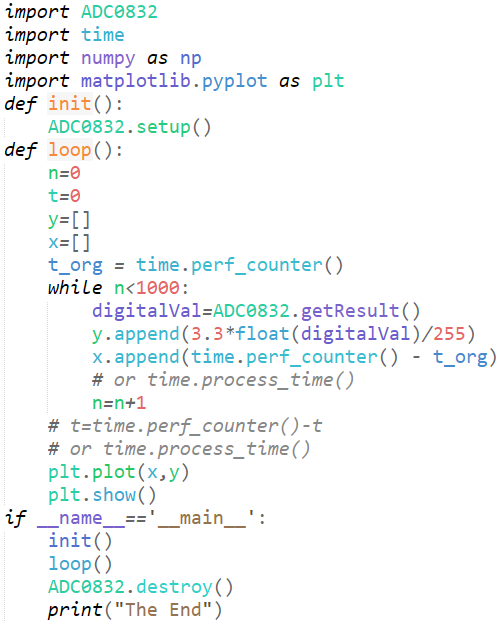 import ADC0832
import time
import numpy as np
import matplotlib.pyplot as plt
def init():
    ADC0832.setup()
def loop():
    n=0
    t=0
    y=[]
    x=[]
    t_org = time.perf_counter()
    while n<1000:
        digitalVal=ADC0832.getResult()
        y.append(3.3*float(digitalVal)/255)
        x.append(time.perf_counter() - t_org)
        # or time.process_time()
        n=n+1
    # t=time.perf_counter()-t
    # or time.process_time()
    plt.plot(x,y)
    plt.show()
if __name__=='__main__':
    init()
    loop()
    ADC0832.destroy()
    print("The End")